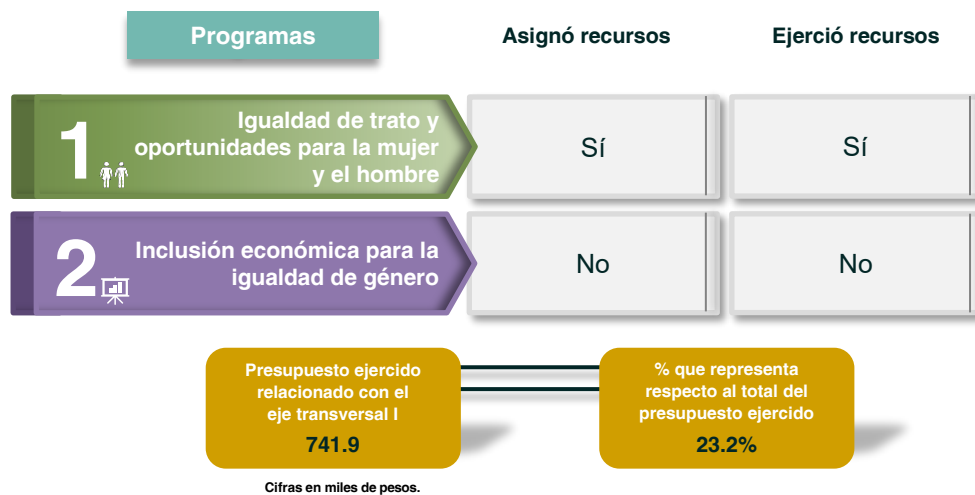 Programas
Asignó recursos
Ejerció recursos
1
Igualdad de trato y
oportunidades para la mujer
y el hombre
Sí
Sí
2
Inclusión económica para la
igualdad de género
No
No
Presupuesto ejercido
relacionado con el
eje transversal I
741.9
% que representa
respecto al total del
presupuesto ejercido
23.2%
Cifras en miles de pesos.